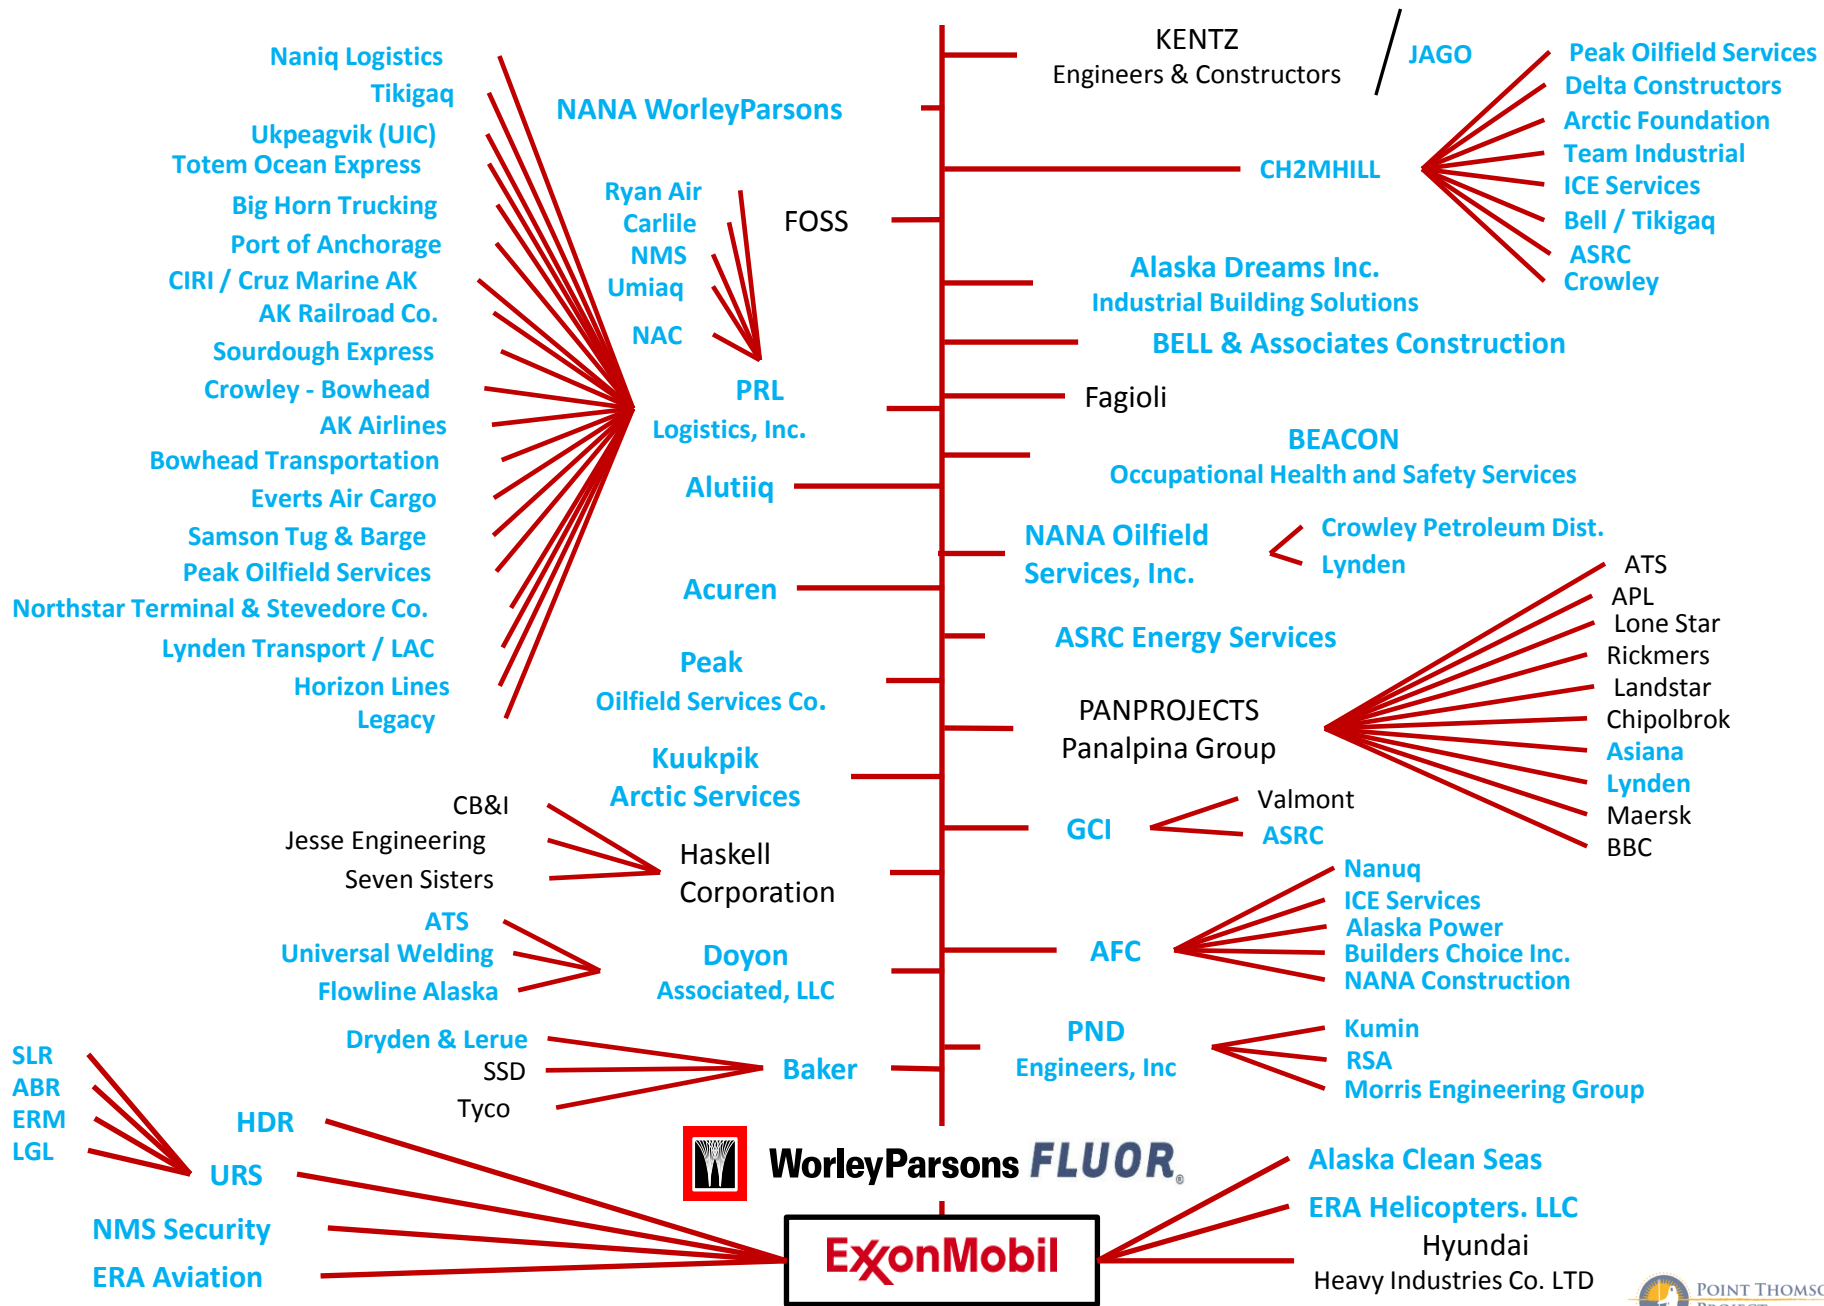 Naniq Logistics
Tikigaq
Ukpeagvik (UIC)
Totem Ocean Express
Big Horn Trucking
Port of Anchorage
CIRI / Cruz Marine AK
AK Railroad Co.
Sourdough Express
Crowley - Bowhead
AK Airlines
Bowhead Transportation
Everts Air Cargo
Samson Tug & Barge
Peak Oilfield Services
Northstar Terminal & Stevedore Co.
Lynden Transport / LAC
Horizon Lines
Legacy
NANA WorleyParsons
Ryan Air
Carlile
NMS
Umiaq
NAC
FOSS
PRL
Logistics, Inc.
Alutiiq
Acuren
Peak
Oilfield Services Co.
Kuukpik
Arctic Services
CB&I
Jesse Engineering
Seven Sisters
Haskell
Corporation
ATS
Universal Welding
Flowline Alaska
Doyon
Associated, LLC
Dryden & Lerue
SSD
Tyco
Baker
SLR
ABR
ERM
LGL
HDR
URS
NMS Security
ERA Aviation
KENTZ
Engineers & Constructors
JAGO
CH2MHILL
Peak Oilfield Services
Delta Constructors
Arctic Foundation
Team Industrial
ICE Services
Bell / Tikigaq
ASRC
Crowley
Alaska Dreams Inc.
Industrial Building Solutions
BELL & Associates Construction
Fagioli
BEACON
Occupational Health and Safety Services
NANA Oilfield
Services, Inc.
Crowley Petroleum Dist.
Lynden
ASRC Energy Services
PANPROJECTS
Panalpina Group
ATS
APL
Lone Star
Rickmers
Landstar
Chipolbrok
Asiana
Lynden
Maersk
BBC
GCI
Valmont
ASRC
AFC
Nanuq
ICE Services
Alaska Power
Builders Choice Inc.
NANA Construction
PND
Engineers, Inc
Kumin
RSA
Morris Engineering Group
WorleyParsons FLUOR®
ExxonMobil
Alaska Clean Seas
ERA Helicopters. LLC
Hyundai
Heavy Industries Co. LTD
POINT THOMSO